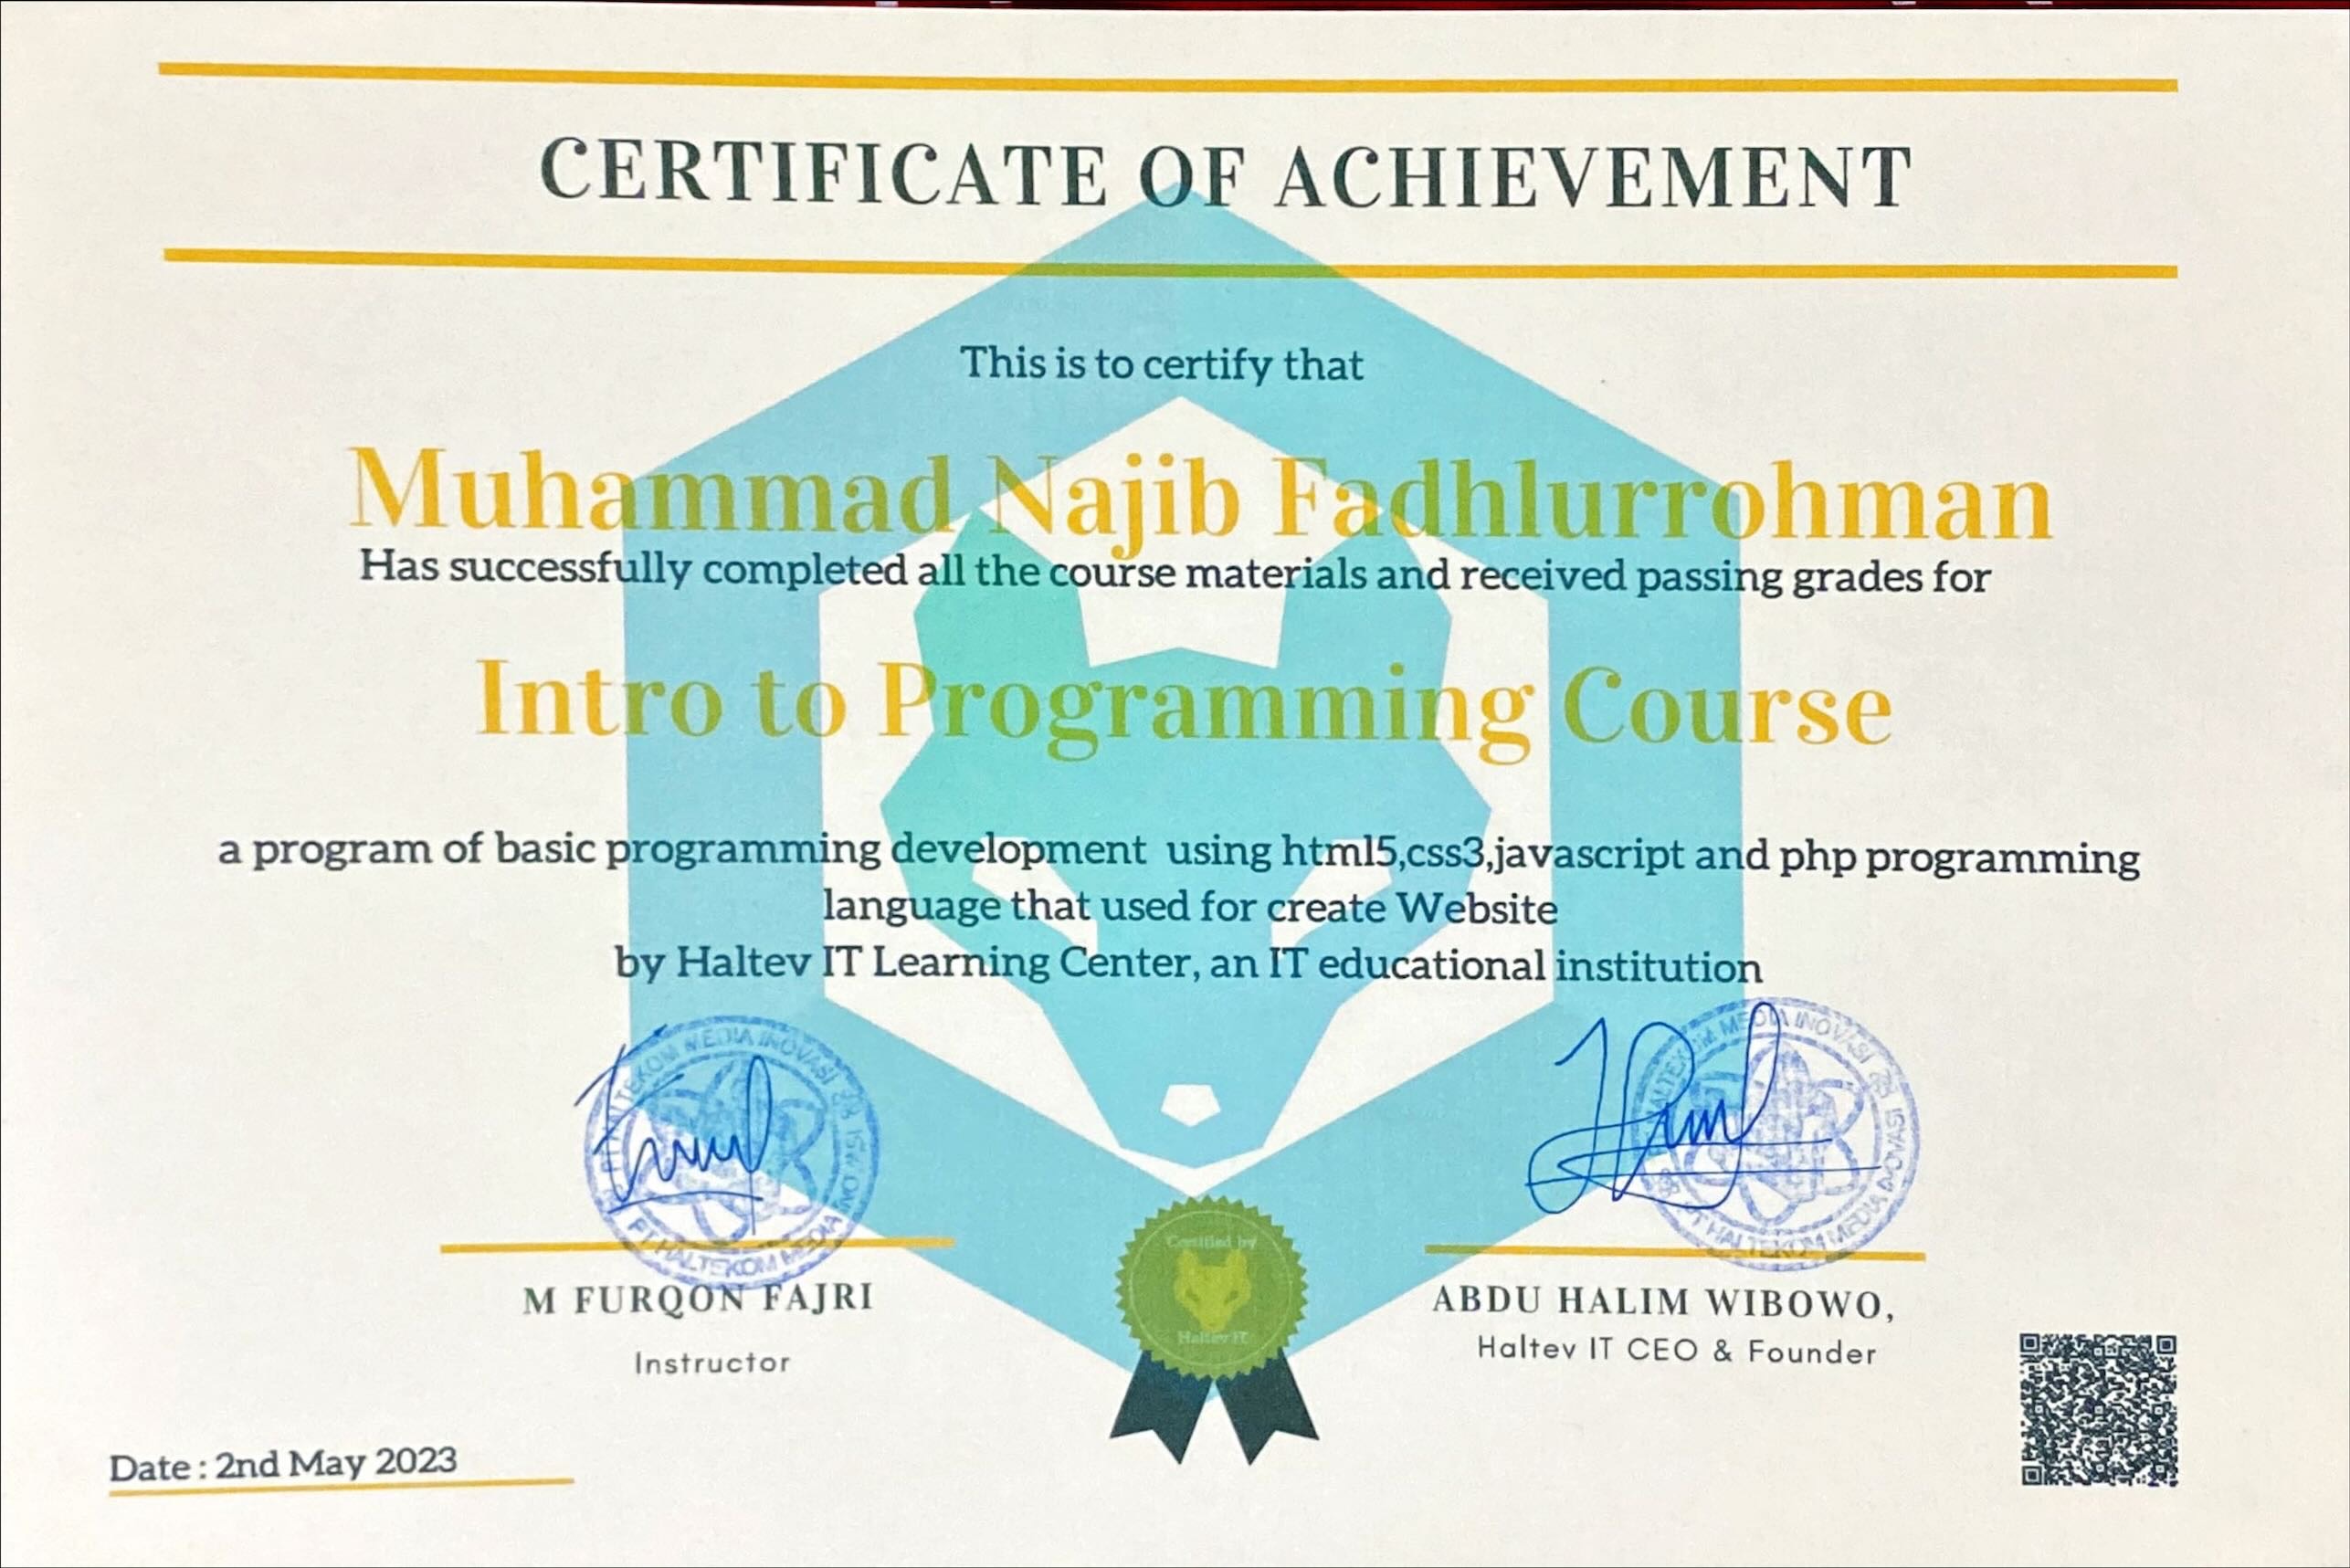 CERTIFICATE OF ACHIEVEMENT
This is to certify that
Muhammad Najib Fadhlurrohman
Has successfully completed all the course materials and received passing grades for
Intro to Programming Course
a program of basic programming development using html5,css3,javascript and php programming
language that used for create Website
by Haltev IT Learning Center, an IT educational institution
PT HALTEKOM MEDIA INOVASI
PT HALTEKOM MEDIA INOVASI
M FURQON FAJRI
Instructor
Certified by
Haltev IT
ABDU HALIM WIBOWO,
Haltev IT CEO & Founder
Date : 2nd May 2023